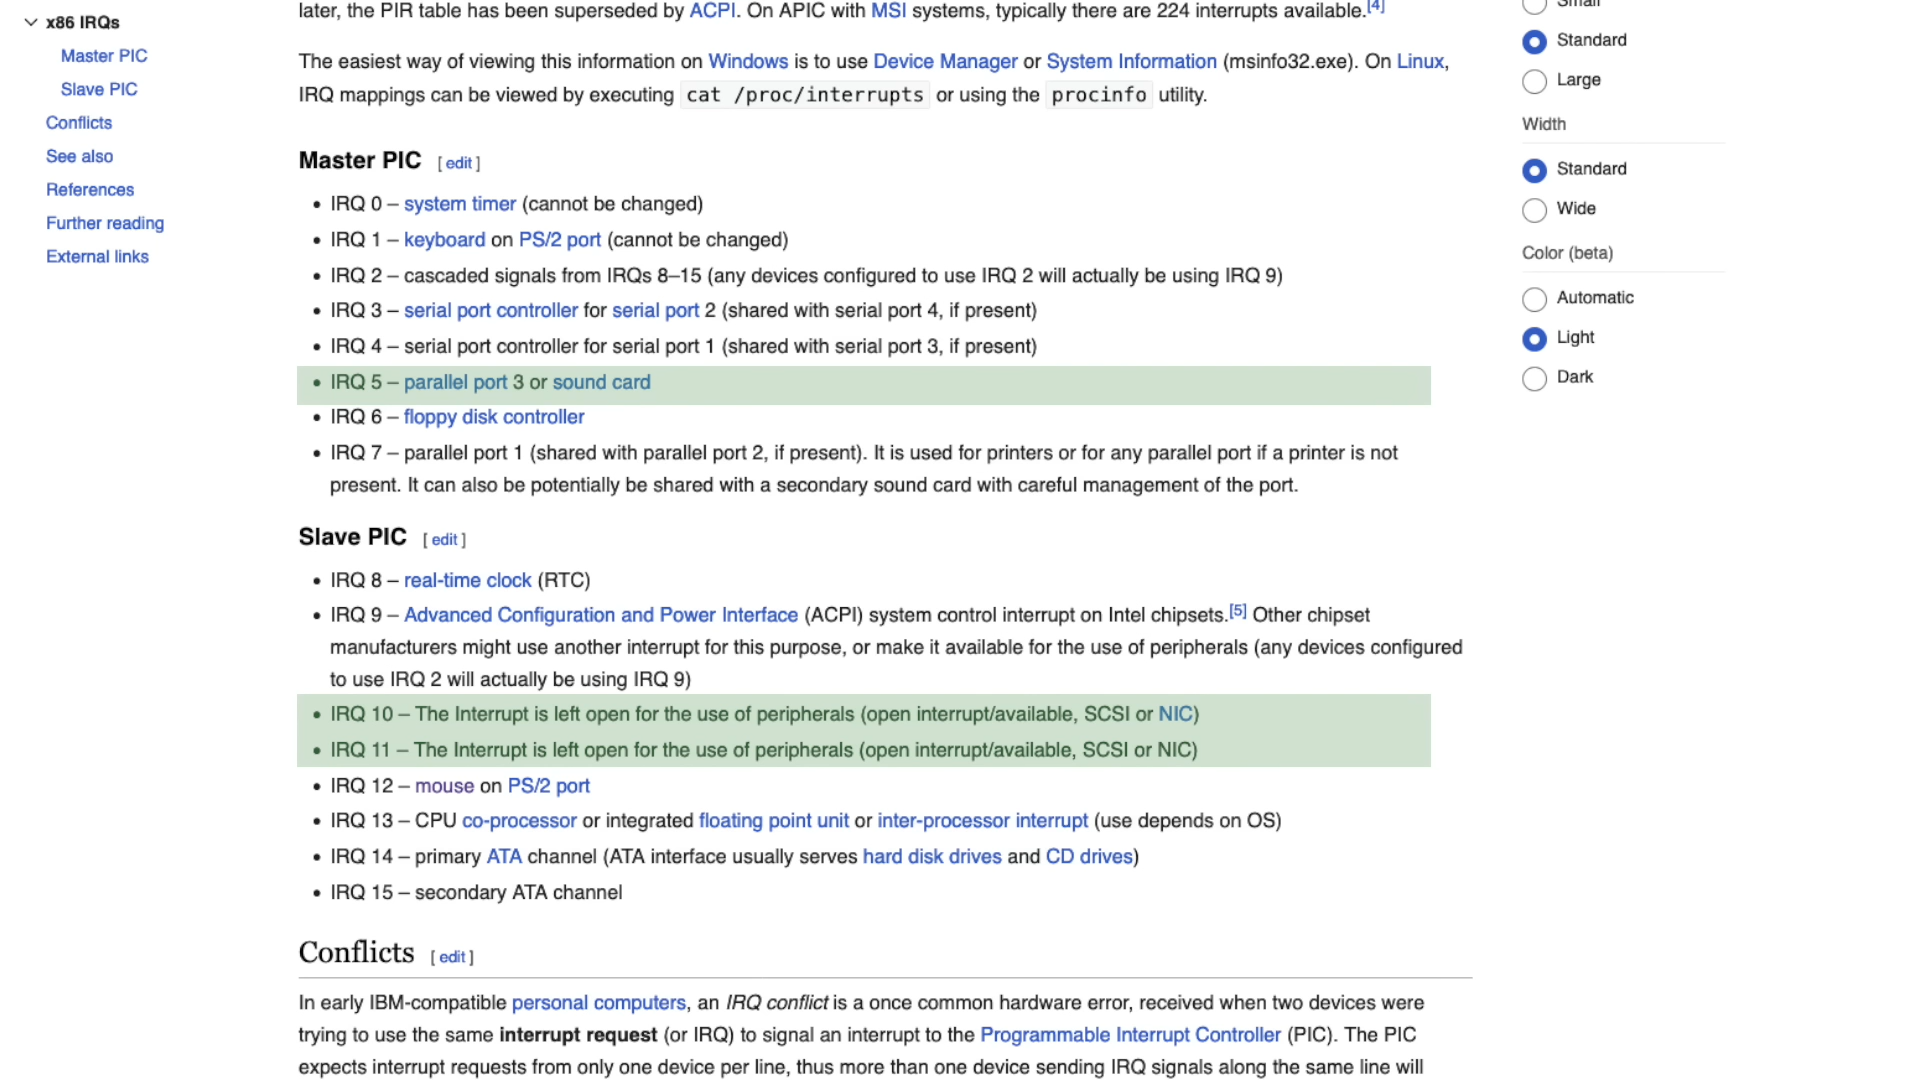 later, the PIR table has been superseded by ACPI. On APIC with MSI systems, typically there are 224 interrupts available.[4]
The easiest way of viewing this information on Windows is to use Device Manager or System Information (msinfo32.exe). On Linux,
IRQ mappings can be viewed by executing cat /proc/interrupts or using the procinfo utility.
Master PIC [ edit ]
• IRQ 0 – system timer (cannot be changed)
• IRQ 1 – keyboard on PS/2 port (cannot be changed)
• IRQ 2 – cascaded signals from IRQs 8–15 (any devices configured to use IRQ 2 will actually be using IRQ 9)
• IRQ 3 – serial port controller for serial port 2 (shared with serial port 4, if present)
• IRQ 4 – serial port controller for serial port 1 (shared with serial port 3, if present)
• IRQ 5 – parallel port 3 or sound card
• IRQ 6 – floppy disk controller
• IRQ 7 – parallel port 1 (shared with parallel port 2, if present). It is used for printers or for any parallel port if a printer is not
present. It can also be potentially be shared with a secondary sound card with careful management of the port.
Slave PIC [ edit ]
• IRQ 8 – real-time clock (RTC)
• IRQ 9 – Advanced Configuration and Power Interface (ACPI) system control interrupt on Intel chipsets.[5] Other chipset
manufacturers might use another interrupt for this purpose, or make it available for the use of peripherals (any devices configured
to use IRQ 2 will actually be using IRQ 9)
• IRQ 10 – The Interrupt is left open for the use of peripherals (open interrupt/available, SCSI or NIC)
• IRQ 11 – The Interrupt is left open for the use of peripherals (open interrupt/available, SCSI or NIC)
• IRQ 12 – mouse on PS/2 port
• IRQ 13 – CPU co-processor or integrated floating point unit or inter-processor interrupt (use depends on OS)
• IRQ 14 – primary ATA channel (ATA interface usually serves hard disk drives and CD drives)
• IRQ 15 – secondary ATA channel
Conflicts [ edit ]
In early IBM-compatible personal computers, an IRQ conflict is a once common hardware error, received when two devices were
trying to use the same interrupt request (or IRQ) to signal an interrupt to the Programmable Interrupt Controller (PIC). The PIC
expects interrupt requests from only one device per line, thus more than one device sending IRQ signals along the same line will
x86 IRQs
Master PIC
Slave PIC
Conflicts
See also
References
Further reading
External links
Small
Standard
Large
Width
Standard
Wide
Color (beta)
Automatic
Light
Dark